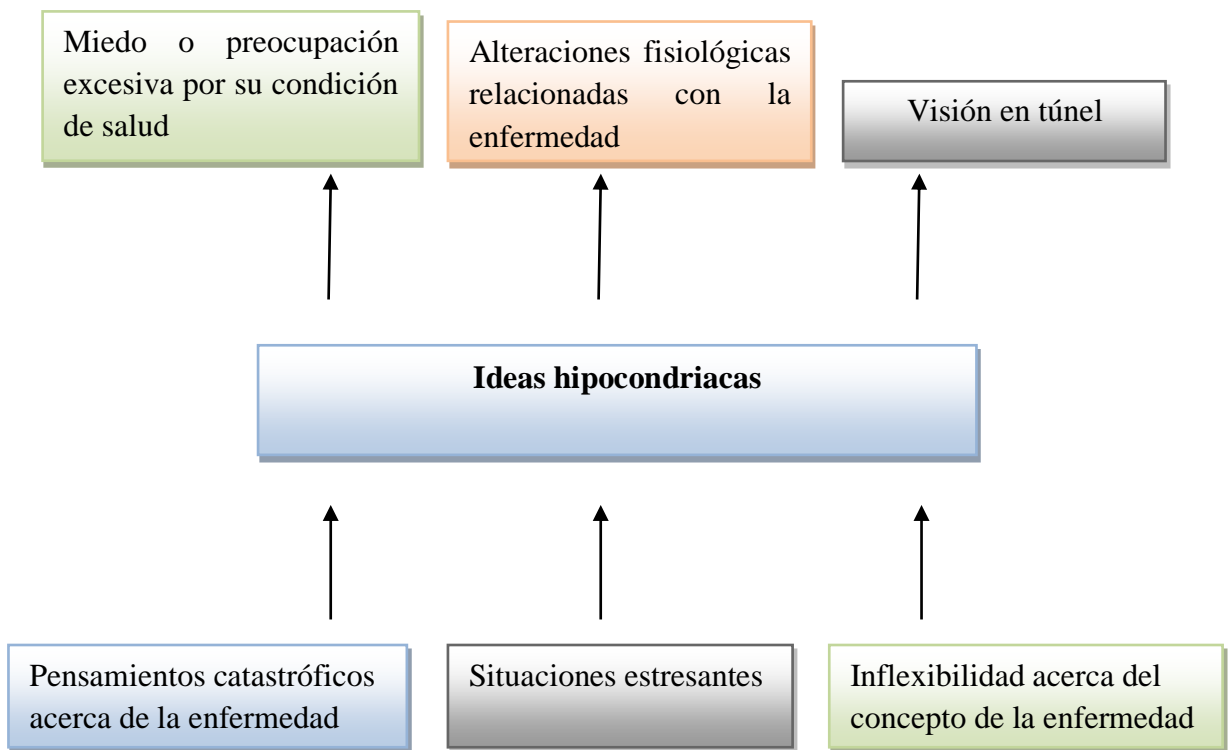 Miedo o preocupación
excesiva por su condición
de salud
Alteraciones fisiológicas
relacionadas con la
enfermedad
Visión en túnel
Ideas hipocondriacas
Pensamientos catastróficos
acerca de la enfermedad
Situaciones estresantes
Inflexibilidad acerca del
concepto de la enfermedad